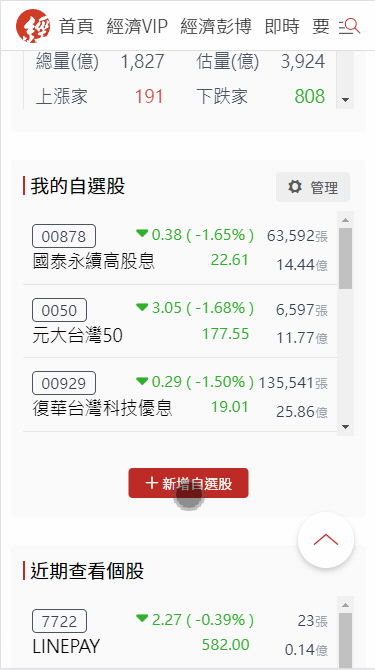 經 首頁 經濟VIP 經濟彭博 即時 要
總量(億) 1,827 估量(億) 3,924
上漲家 191 下跌家 808
我的自選股 管理
00878 0.38 ( -1.65% ) 63,592張
國泰永續高股息 22.61 14.44億
0050 3.05 ( -1.68% ) 6,597張
元大台灣50 177.55 11.77億
00929 0.29 ( -1.50% ) 135,541張
復華台灣科技優息 19.01 25.86億
+ 新增自選股
近期查看個股
7722 2.27 ( -0.39% ) 23張
LINEPAY 582.00 0.14億